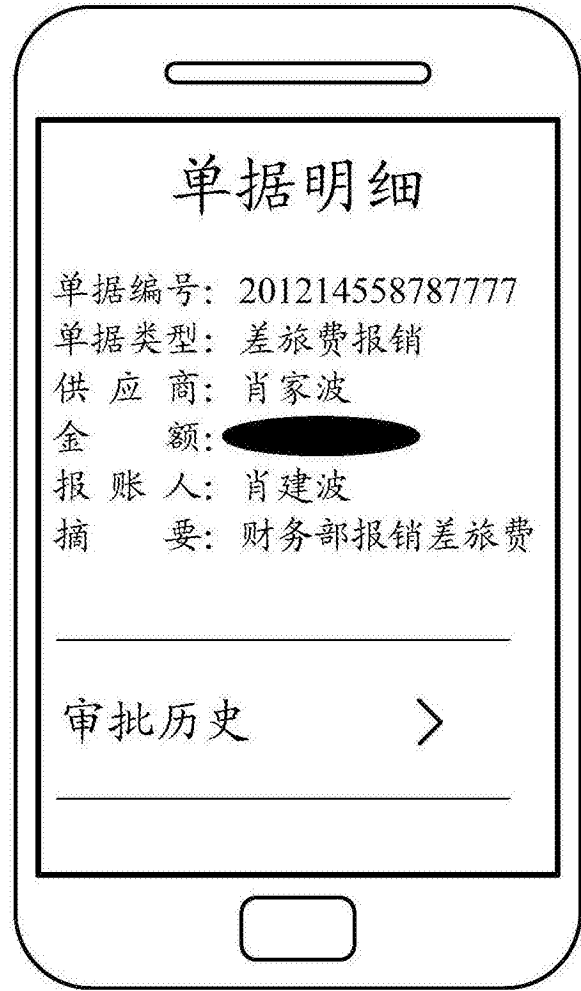 单据明细
单据编号：201214558787777
单据类型：差旅费报销
供应商：肖家波
金额：
报账人：肖建波
摘要：财务部报销差旅费
审批历史